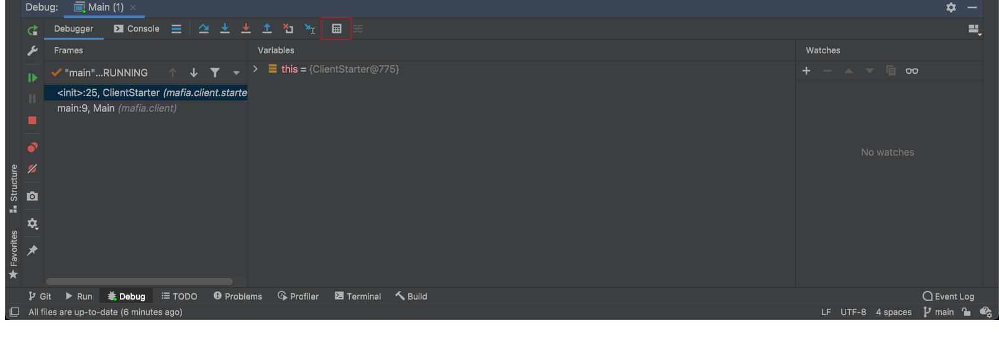 Debug: Main (1)
Debugger Console
Frames Variables Watches
"main"...RUNNING
this = {ClientStarter@775}
<init>:25, ClientStarter (mafia.client.starte
main:9, Main (mafia.client)
No watches
Structure
Favorites
Git Run Debug TODO Problems Profiler Terminal Build Event Log
All files are up-to-date (6 minutes ago) LF UTF-8 4 spaces main